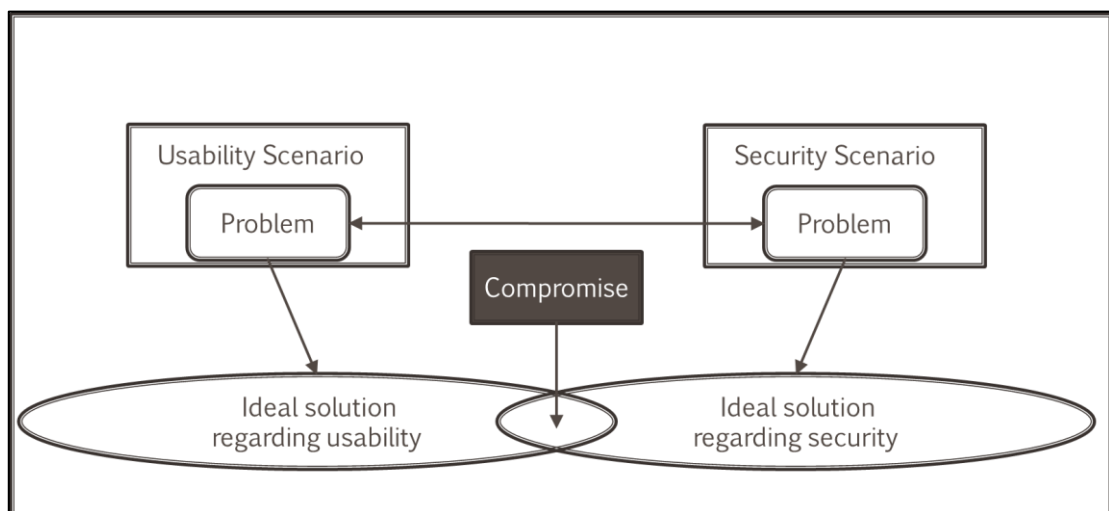 Usability Scenario
Problem
Security Scenario
Problem
Compromise
Ideal solution
regarding usability
Ideal solution
regarding security